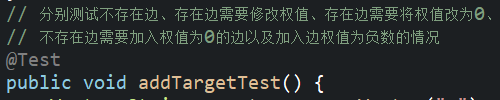 // 分别测试不存在边、存在边需要修改权值、存在边需要将权值改为0、
// 不存在边需要加入权值为0的边以及加入边权值为负数的情况
@Test
public void addTargetTest() {